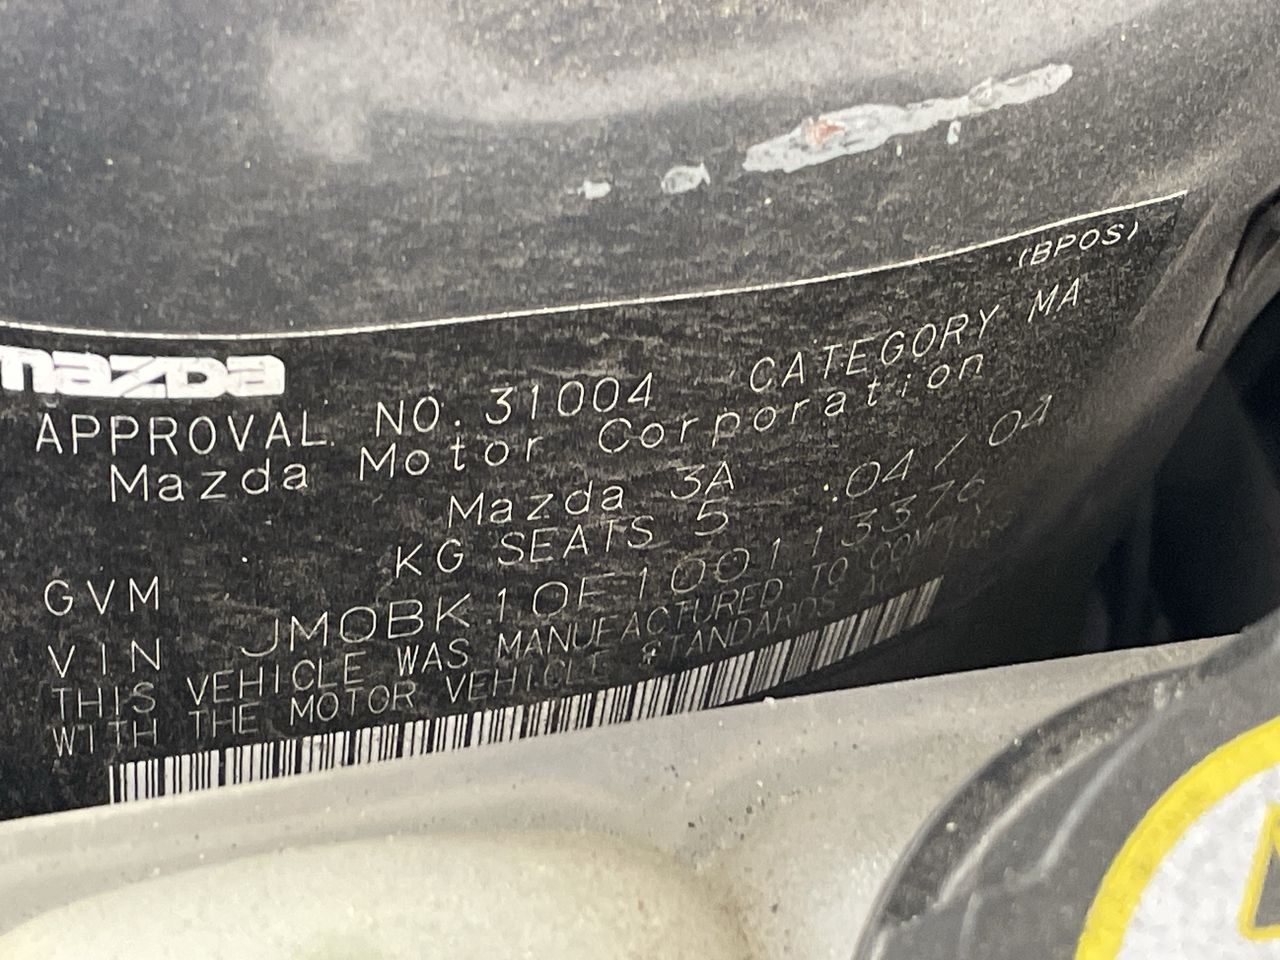 mazda
(BPOS)
APPROVAL NO. 31004 CATEGORY MA
Mazda Motor Corporation
Mazda 3A :04/04
GVM KG SEATS 5
VIN JM0BK10F100113376
THIS VEHICLE WAS MANUFACTURED TO COMPLY
WITH THE MOTOR VEHICLE STANDARDS ACT